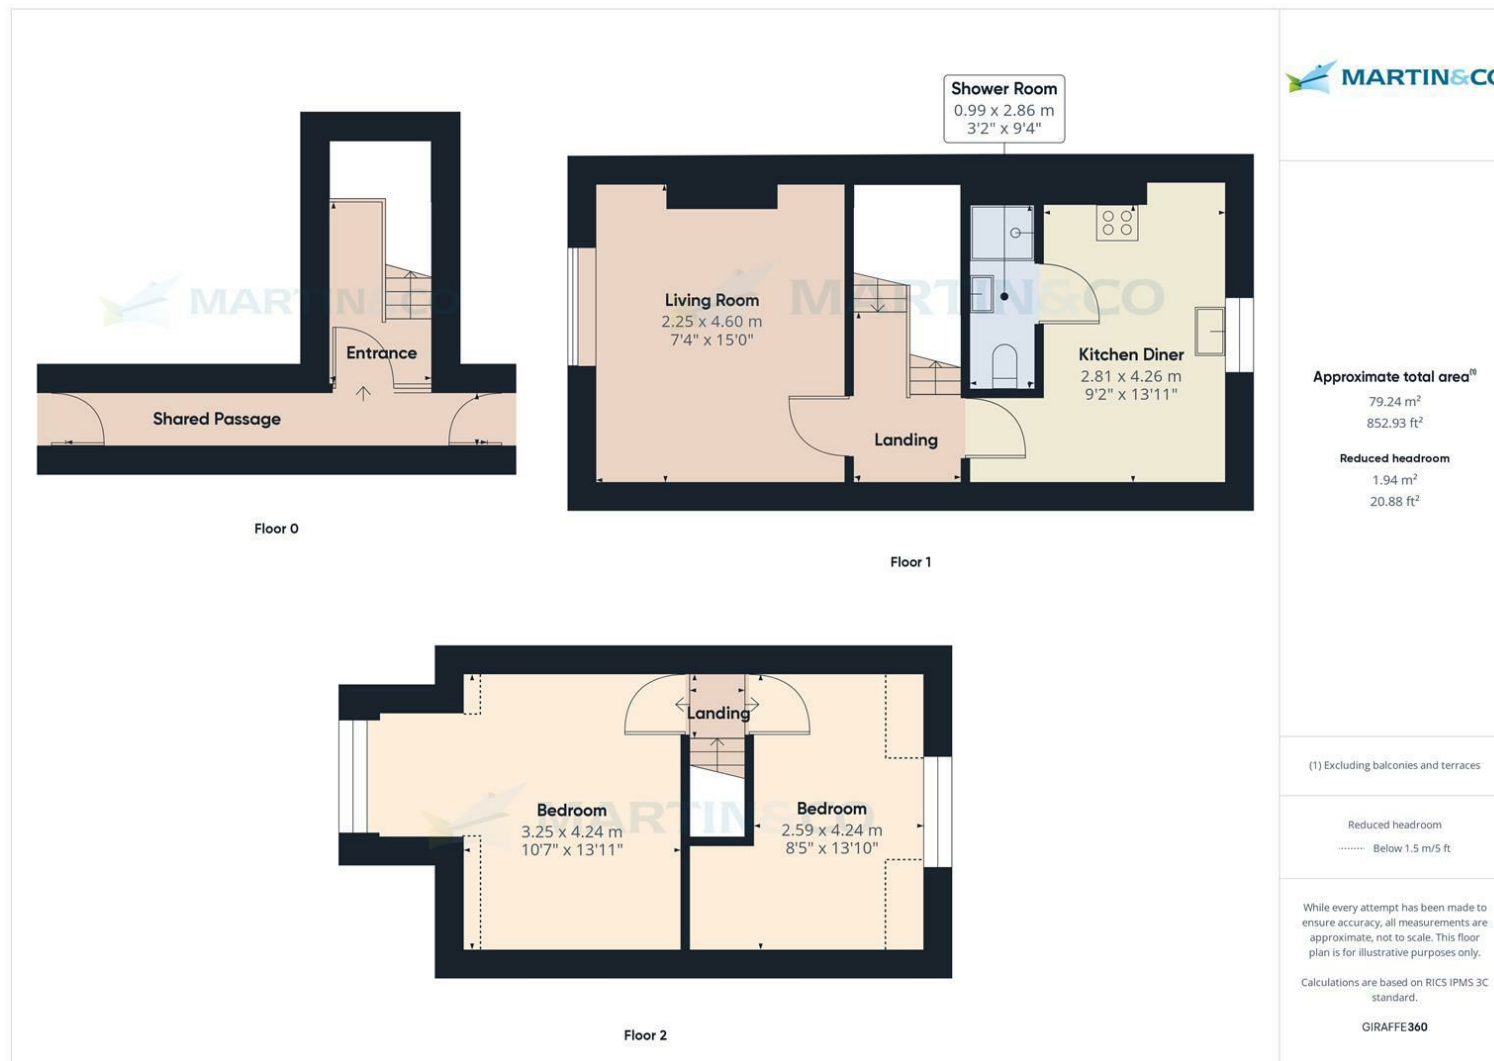 MARTIN&CO
Shower Room
0.99 x 2.86 m
3'2" x 9'4"
MARTIN&CO
Entrance
Shared Passage
Floor 0
MARTIN&CO
Living Room
2.25 x 4.60 m
7'4" x 15'0"
Kitchen Diner
2.81 x 4.26 m
9'2" x 13'11"
Landing
Floor 1
Approximate total area⁽¹⁾
79.24 m²
852.93 ft²
Reduced headroom
1.94 m²
20.88 ft²
MARTIN&CO
Landing
Bedroom
3.25 x 4.24 m
10'7" x 13'11"
Bedroom
2.59 x 4.24 m
8'5" x 13'10"
Floor 2
(1) Excluding balconies and terraces
Reduced headroom
Below 1.5 m/5 ft
While every attempt has been made to
ensure accuracy, all measurements are
approximate, not to scale. This floor
plan is for illustrative purposes only.
Calculations are based on RICS IPMS 3C
standard.
GIRAFFE360